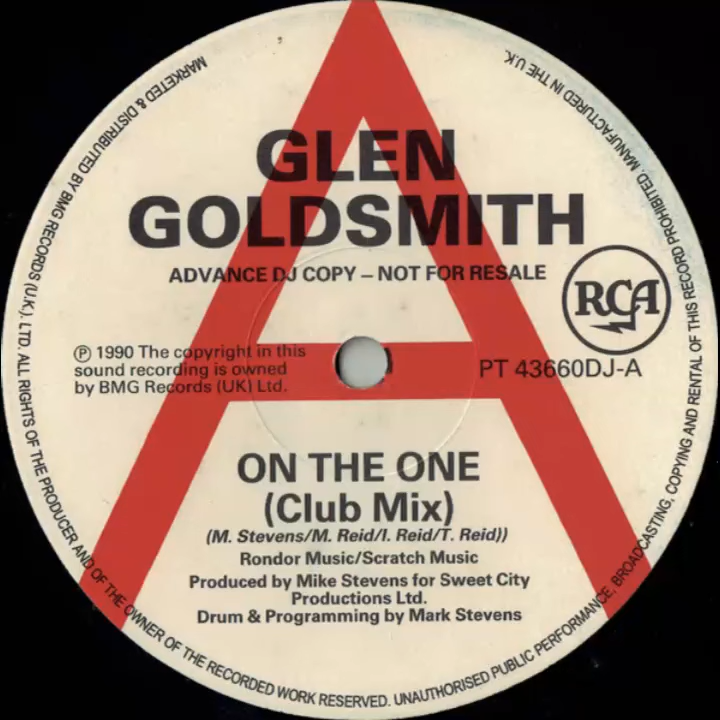 GLEN
GOLDSMITH
ADVANCE DJ COPY – NOT FOR RESALE
RCA
℗ 1990 The copyright in this
sound recording is owned
by BMG Records (UK) Ltd.
PT 43660DJ-A
ON THE ONE
(Club Mix)
(M. Stevens/M. Reid/I. Reid/T. Reid))
Rondor Music/Scratch Music
Produced by Mike Stevens for Sweet City
Productions Ltd.
Drum & Programming by Mark Stevens
MARKETED & DISTRIBUTED BY BMG RECORDS (U.K.) LTD. ALL RIGHTS OF THE PRODUCER AND OF THE OWNER OF THE RECORDED WORK RESERVED. UNAUTHORISED PUBLIC PERFORMANCE, BROADCASTING, COPYING AND RENTAL OF THIS RECORD PROHIBITED. MANUFACTURED IN THE U.K.
A